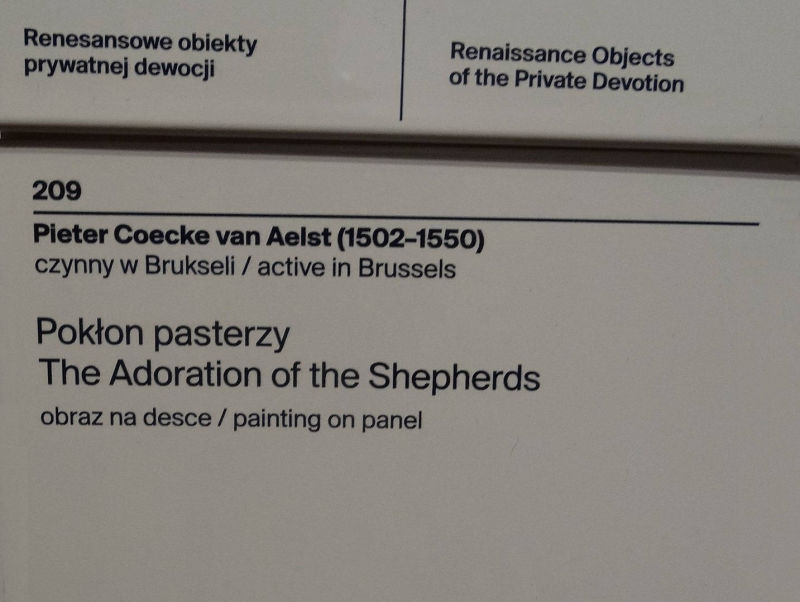 Renesansowe obiekty
prywatnej dewocji
Renaissance Objects
of the Private Devotion
209
Pieter Coecke van Aelst (1502–1550)
czynny w Brukseli / active in Brussels
Pokłon pasterzy
The Adoration of the Shepherds
obraz na desce / painting on panel